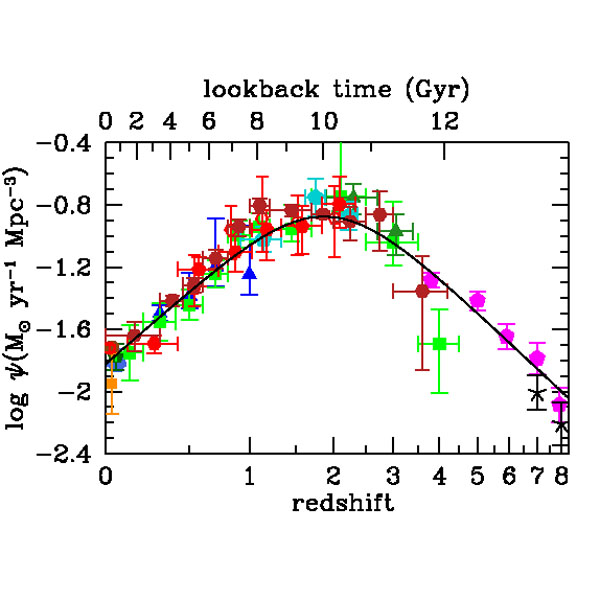 lookback time (Gyr)
0 2 4 6 8 10 12
-0.4
-0.8
-1.2
-1.6
-2
-2.4
log ψ(M⊙ yr⁻¹ Mpc⁻³)
0 1 2 3 4 5 6 7 8
redshift